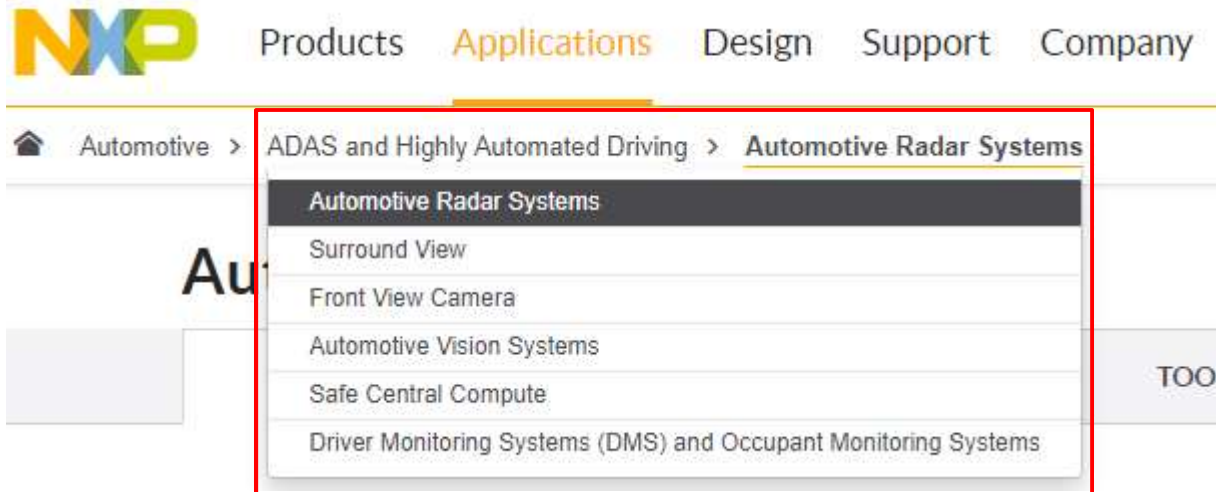 NXP Products Applications Design Support Company
Automotive > ADAS and Highly Automated Driving > Automotive Radar Systems
Automotive Radar Systems
Surround View
Au
Front View Camera
Automotive Vision Systems
TOO
Safe Central Compute
Driver Monitoring Systems (DMS) and Occupant Monitoring Systems